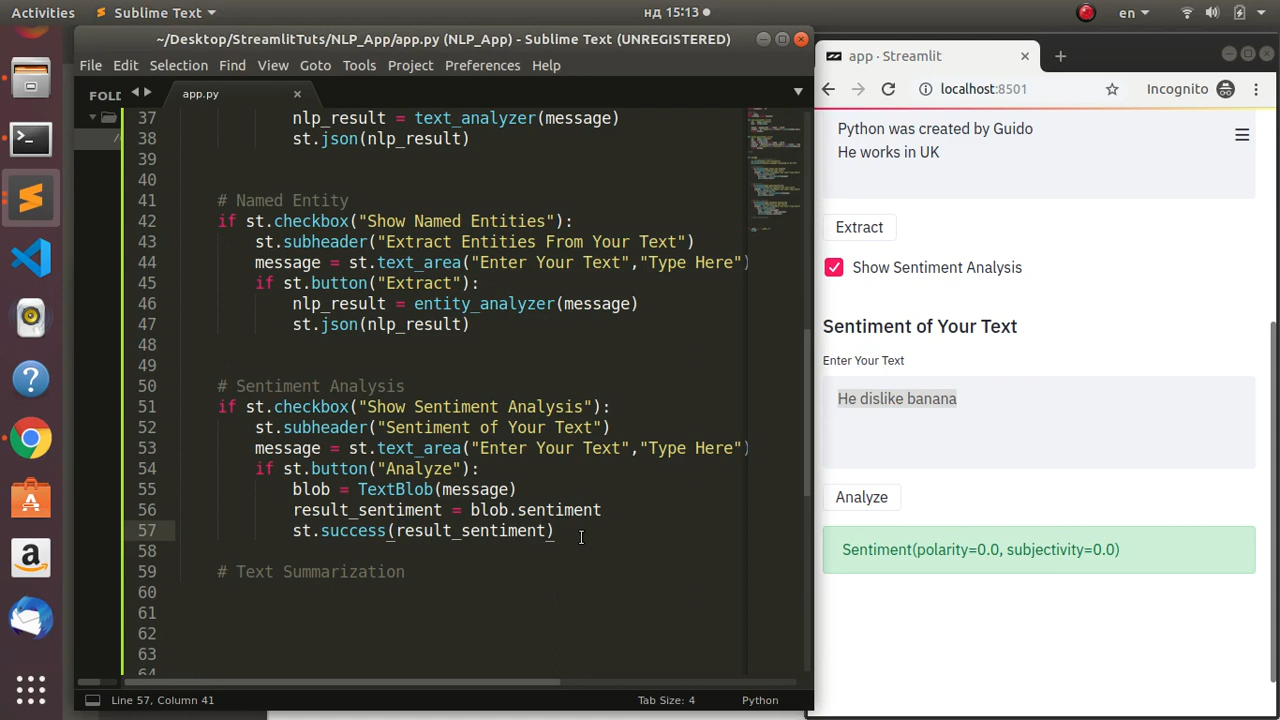 Activities
Sublime Text
нд 15:13
en
~/Desktop/StreamlitTuts/NLP_App/app.py (NLP_App) - Sublime Text (UNREGISTERED)
File Edit Selection Find View Goto Tools Project Preferences Help
FOLD
app.py
/
37 nlp_result = text_analyzer(message)
38 st.json(nlp_result)
39
40
41 # Named Entity
42 if st.checkbox("Show Named Entities"):
43 st.subheader("Extract Entities From Your Text")
44 message = st.text_area("Enter Your Text","Type Here")
45 if st.button("Extract"):
46 nlp_result = entity_analyzer(message)
47 st.json(nlp_result)
48
49
50 # Sentiment Analysis
51 if st.checkbox("Show Sentiment Analysis"):
52 st.subheader("Sentiment of Your Text")
53 message = st.text_area("Enter Your Text","Type Here")
54 if st.button("Analyze"):
55 blob = TextBlob(message)
56 result_sentiment = blob.sentiment
57 st.success(result_sentiment)
58
59 # Text Summarization
60
61
62
63
64
Line 57, Column 41
Tab Size: 4
Python
app · Streamlit
localhost:8501
Incognito
Python was created by Guido
He works in UK
Extract
Show Sentiment Analysis
Sentiment of Your Text
Enter Your Text
He dislike banana
Analyze
Sentiment(polarity=0.0, subjectivity=0.0)